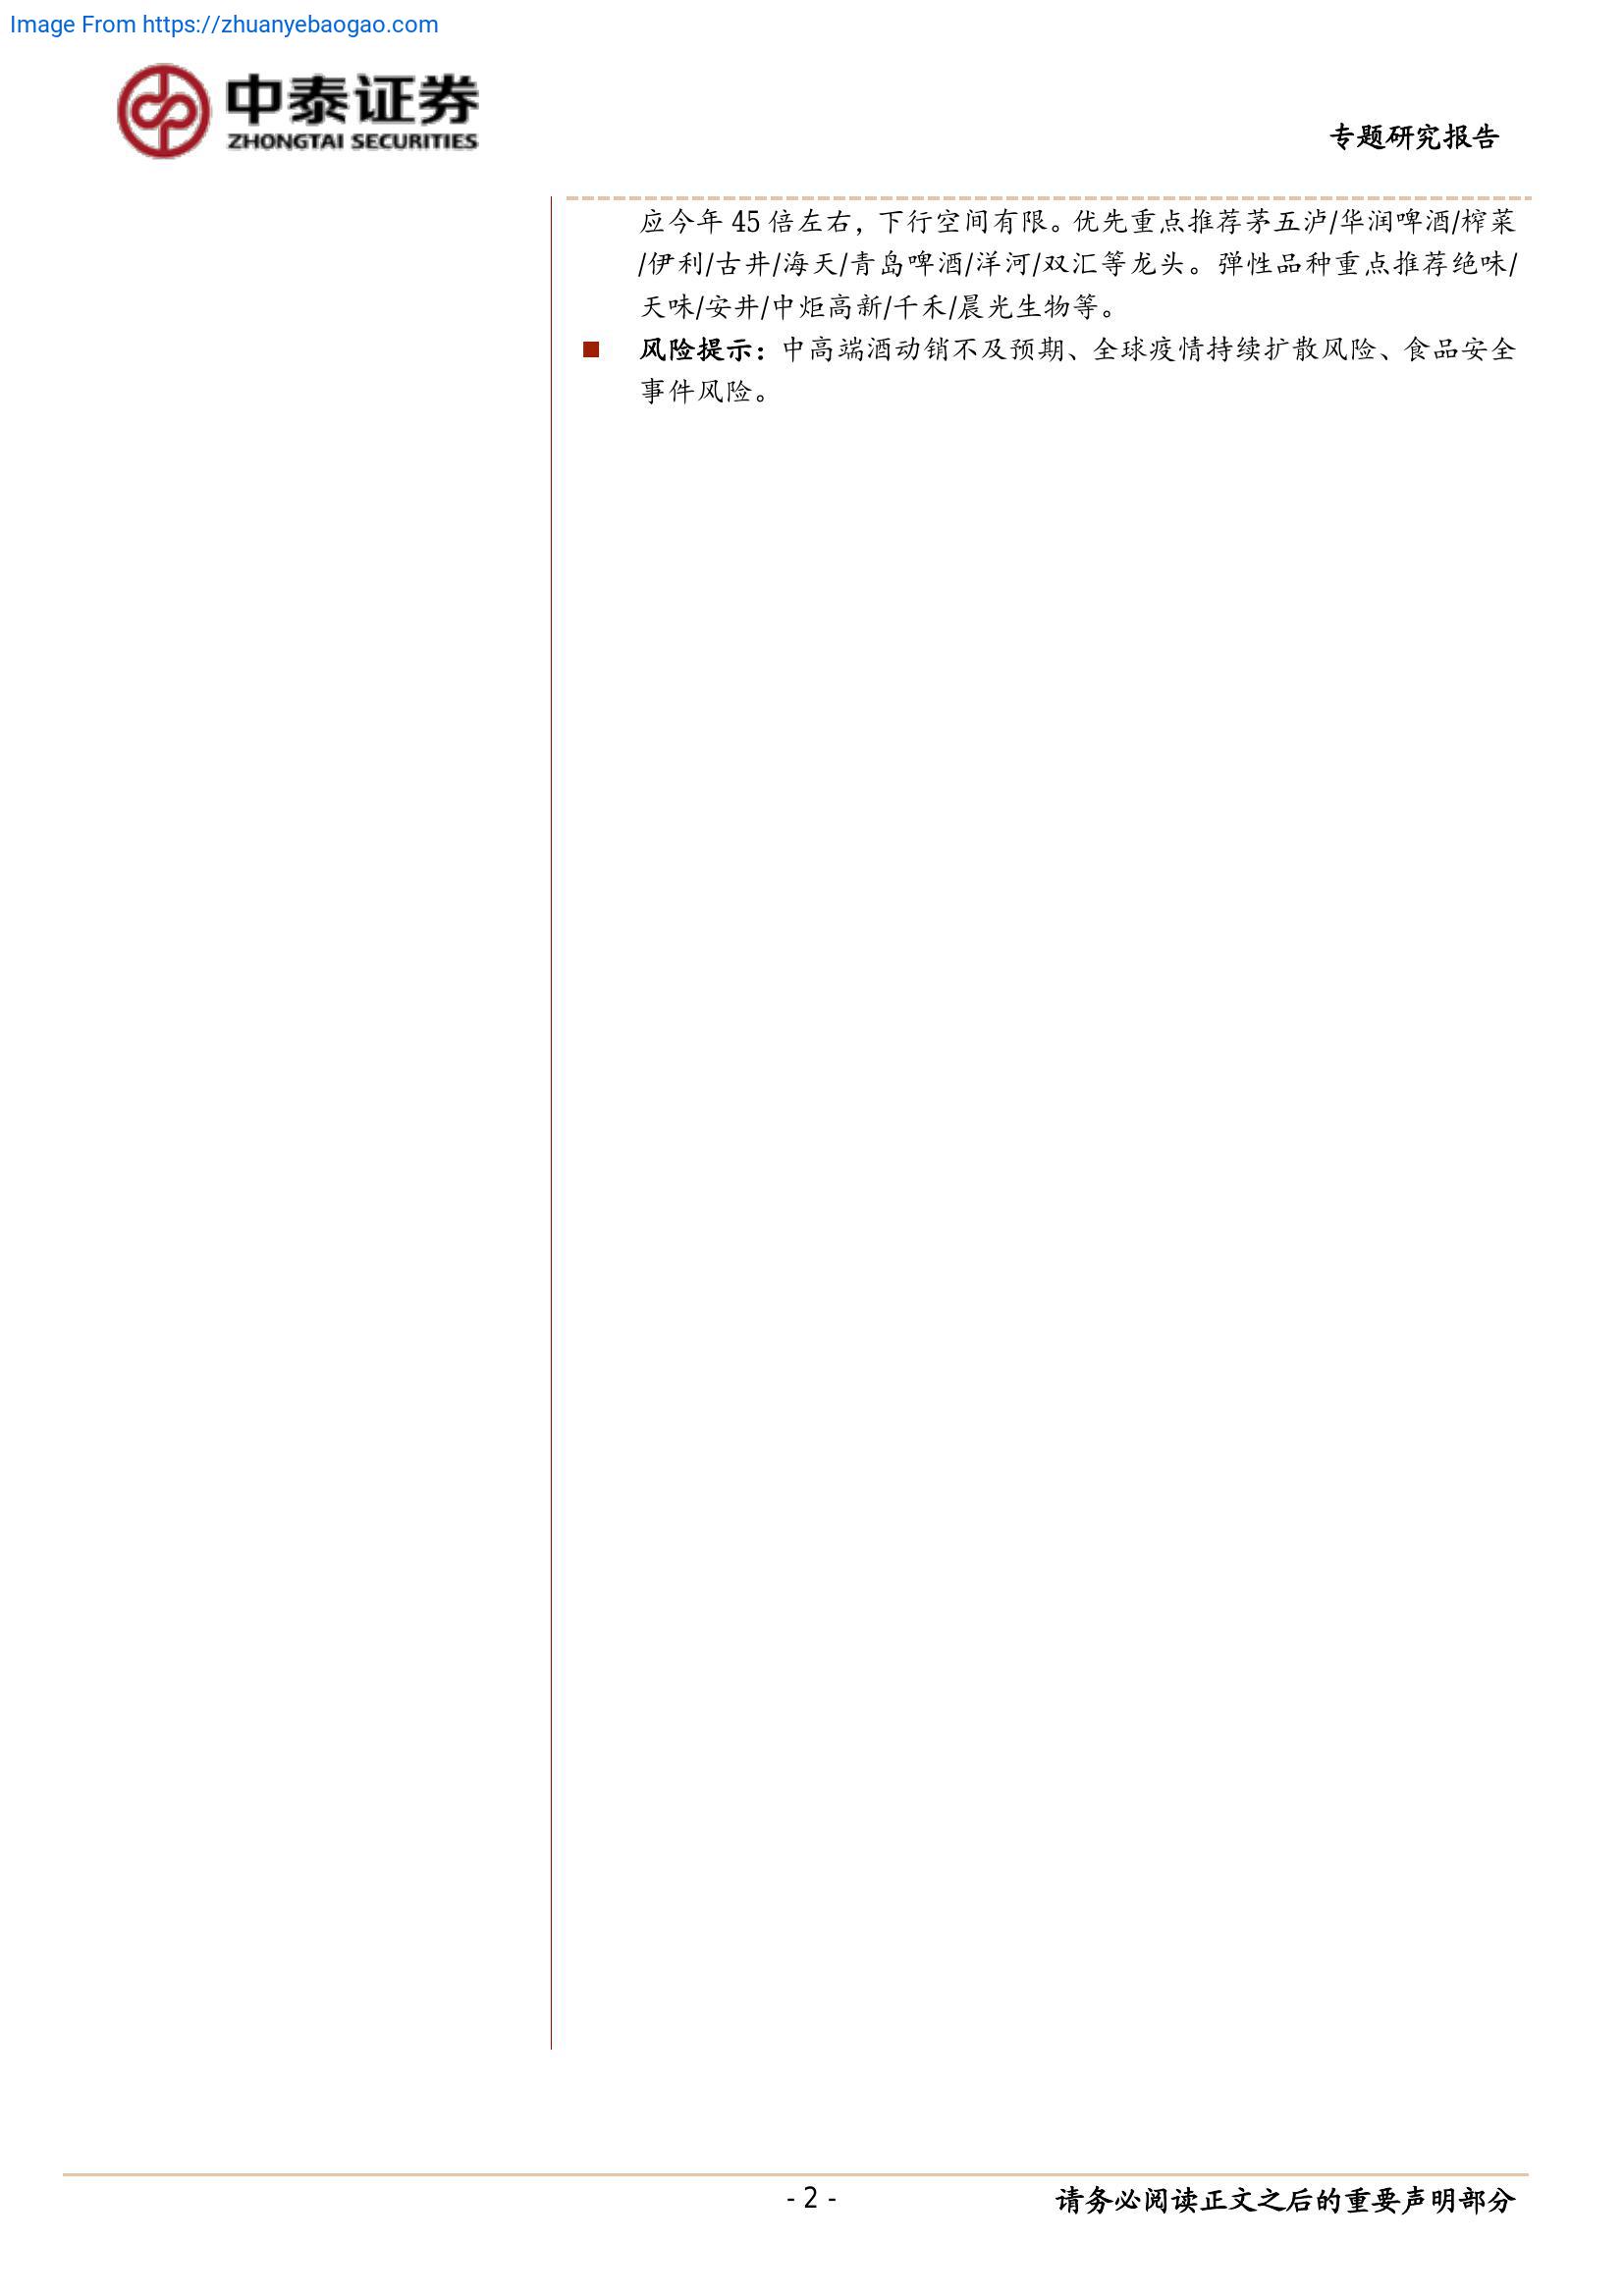 Image From https://zhuanyebaogao.com
中泰证券
ZHONGTAI SECURITIES
专题研究报告
应今年 45 倍左右，下行空间有限。优先重点推荐茅五泸/华润啤酒/榨菜
/伊利/古井/海天/青岛啤酒/洋河/双汇等龙头。弹性品种重点推荐绝味/
天味/安井/中炬高新/千禾/晨光生物等。
■ 风险提示：中高端酒动销不及预期、全球疫情持续扩散风险、食品安全
事件风险。
- 2 -
请务必阅读正文之后的重要声明部分